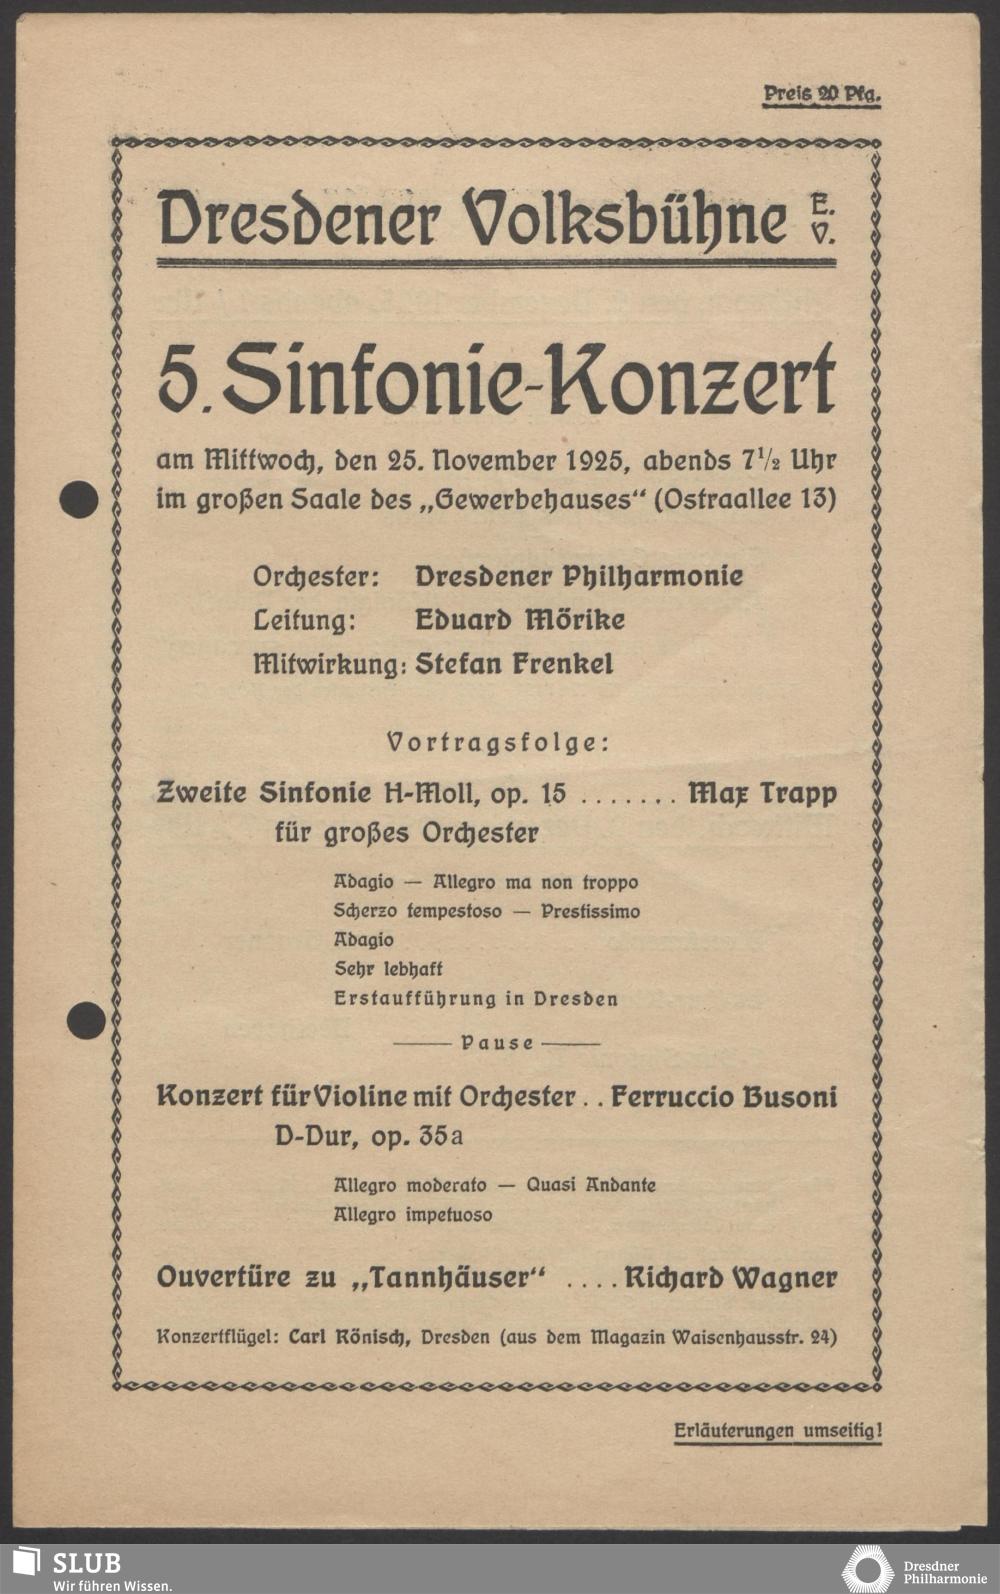 Preis 20 Pfg.
Dresdener Volksbühne E. V.
5. Sinfonie-Konzert
am Mittwoch, den 25. November 1925, abends 7½ Uhr
im großen Saale des „Gewerbehauses“ (Ostraallee 13)
Orchester: Dresdener Philharmonie
Leitung: Eduard Mörike
Mitwirkung: Stefan Frenkel
Vortragsfolge:
Zweite Sinfonie H-Moll, op. 15 ....... Max Trapp
für großes Orchester
Adagio — Allegro ma non troppo
Scherzo tempestoso — Prestissimo
Adagio
Sehr lebhaft
Erstaufführung in Dresden
Pause
Konzert für Violine mit Orchester .. Ferruccio Busoni
D-Dur, op. 35a
Allegro moderato — Quasi Andante
Allegro impetuoso
Ouvertüre zu „Tannhäuser“ .... Richard Wagner
Konzertflügel: Carl Rönisch, Dresden (aus dem Magazin Waisenhausstr. 24)
Erläuterungen umseitig!
SLUB
Wir führen Wissen.
Dresdner
Philharmonie